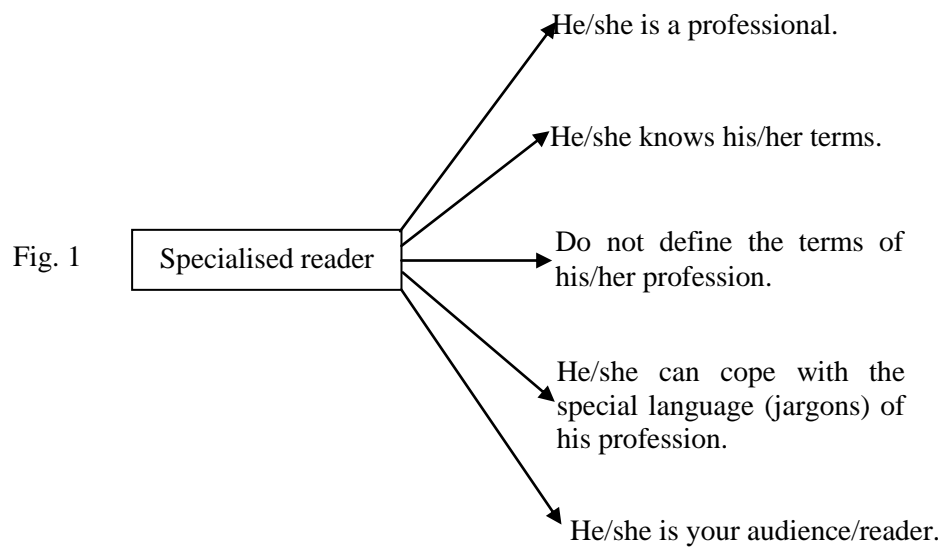 He/she is a professional.
He/she knows his/her terms.
Fig. 1
Specialised reader
Do not define the terms of
his/her profession.
He/she can cope with the
special language (jargons) of
his profession.
He/she is your audience/reader.